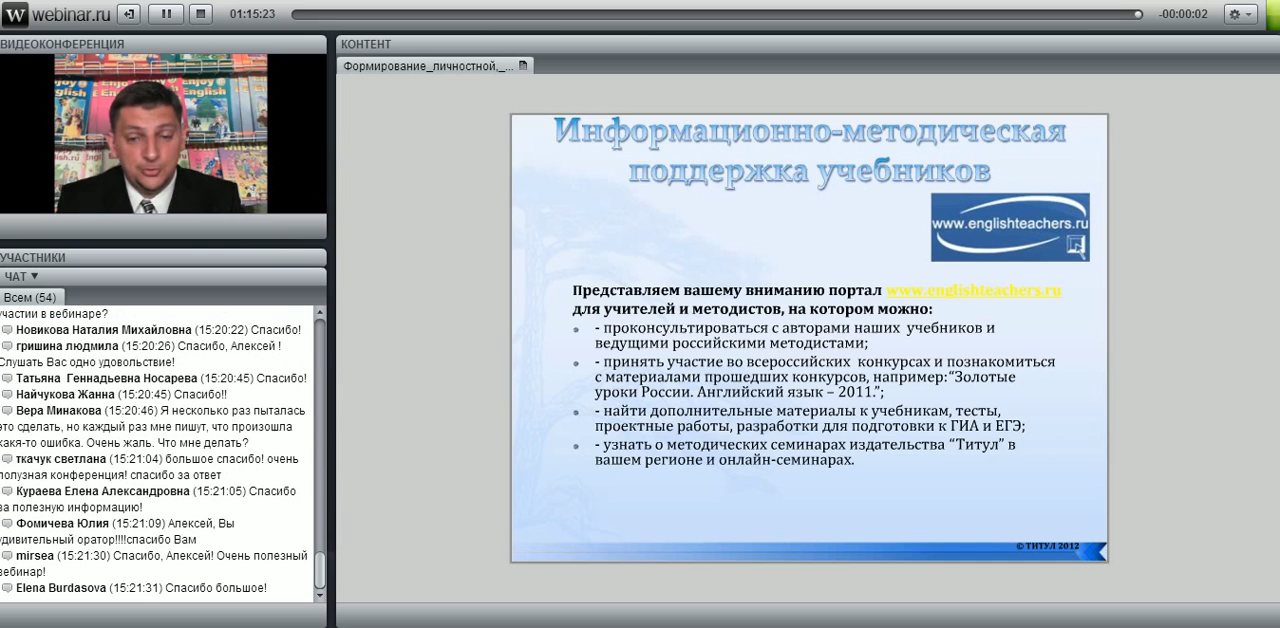 W webinar.ru
01:15:23
-00:00:02
ВИДЕОКОНФЕРЕНЦИЯ
Enjoy English
Enjoy English
УЧАСТНИКИ
ЧАТ
Всем (54)
участии в вебинаре?
Новикова Наталия Михайловна (15:20:22) Спасибо!
гришина людмила (15:20:26) Спасибо, Алексей !
Слушать Вас одно удовольствие!
Татьяна Геннадьевна Носарева (15:20:45) Спасибо!
Найчукова Жанна (15:20:45) Спасибо!!
Вера Минакова (15:20:46) Я несколько раз пыталась
это сделать, но каждый раз мне пишут, что произошла
какя-то ошибка. Очень жаль. Что мне делать?
ткачук светлана (15:21:04) большое спасибо! очень
попузная конференция! спасибо за ответ
Кураева Елена Александровна (15:21:05) Спасибо
за полезную информацию!
Фомичева Юлия (15:21:09) Алексей, Вы
удивительный оратор!!!!спасибо Вам
mirsea (15:21:30) Спасибо, Алексей! Очень полезный
вебинар!
Elena Burdasova (15:21:31) Спасибо большое!
КОНТЕНТ
Формирование_личностной,_...
Информационно-методическая
поддержка учебников
www.englishteachers.ru
Представляем вашему вниманию портал www.englishteachers.ru
для учителей и методистов, на котором можно:
- проконсультироваться с авторами наших учебников и
ведущими российскими методистами;
- принять участие во всероссийских конкурсах и познакомиться
с материалами прошедших конкурсов, например:“Золотые
уроки России. Английский язык – 2011.”;
- найти дополнительные материалы к учебникам, тесты,
проектные работы, разработки для подготовки к ГИА и ЕГЭ;
- узнать о методических семинарах издательства “Титул” в
вашем регионе и онлайн-семинарах.
© ТИТУЛ 2012